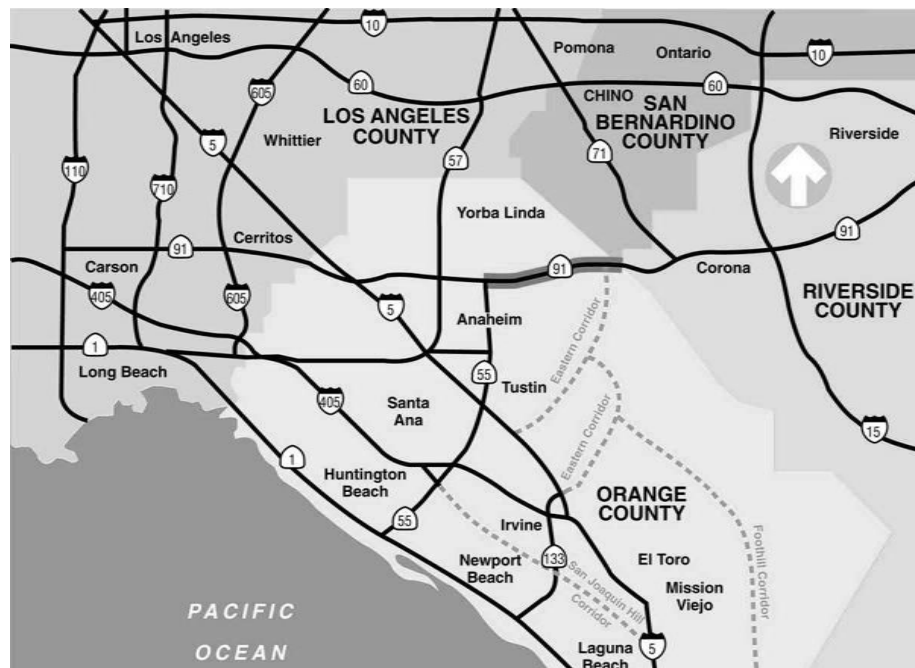 10
Los Angeles
Pomona
Ontario
10
60
605
CHINO
60
LOS ANGELES
COUNTY
SAN
BERNARDINO
COUNTY
Whittier
5
Riverside
57
71
110
710
Yorba Linda
Cerritos
91
91
91
Carson
Corona
405
605
RIVERSIDE
COUNTY
5
Anaheim
Eastern Corridor
1
Long Beach
55
Tustin
405
Santa
Ana
15
1
Eastern Corridor
Huntington
Beach
ORANGE
COUNTY
55
Irvine
Foothill Corridor
133
El Toro
Newport
Beach
San Joaquin Hill
Corridor
Mission
Viejo
PACIFIC
OCEAN
5
Laguna
Beach